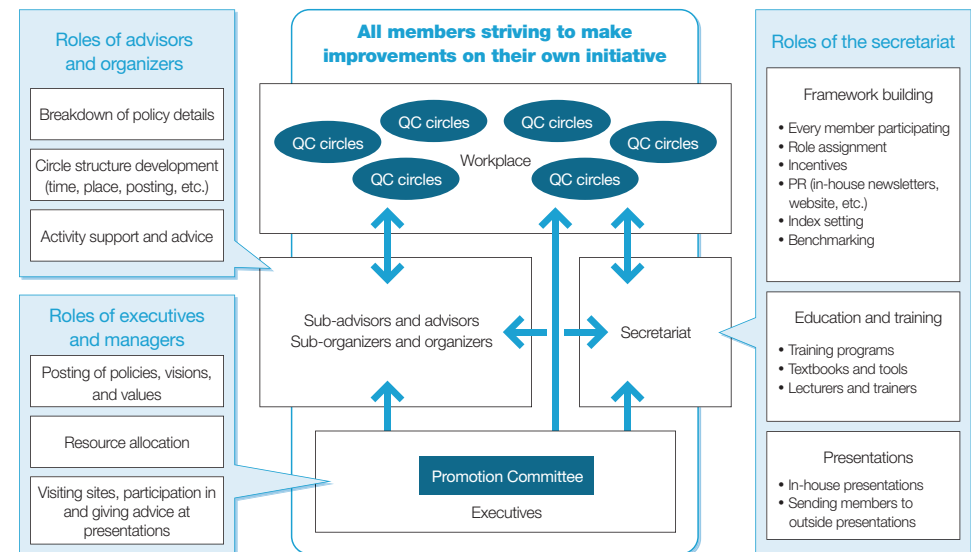 Roles of advisors
and organizers
Breakdown of policy details
Circle structure development
(time, place, posting, etc.)
Activity support and advice
Roles of executives
and managers
Posting of policies, visions,
and values
Resource allocation
Visiting sites, participation in
and giving advice at
presentations
All members striving to make
improvements on their own initiative
QC circles
QC circles
QC circles
QC circles
Workplace
QC circles
QC circles
Sub-advisors and advisors
Sub-organizers and organizers
Secretariat
Promotion Committee
Executives
Roles of the secretariat
Framework building
• Every member participating
• Role assignment
• Incentives
• PR (in-house newsletters,
website, etc.)
• Index setting
• Benchmarking
Education and training
• Training programs
• Textbooks and tools
• Lecturers and trainers
Presentations
• In-house presentations
• Sending members to
outside presentations